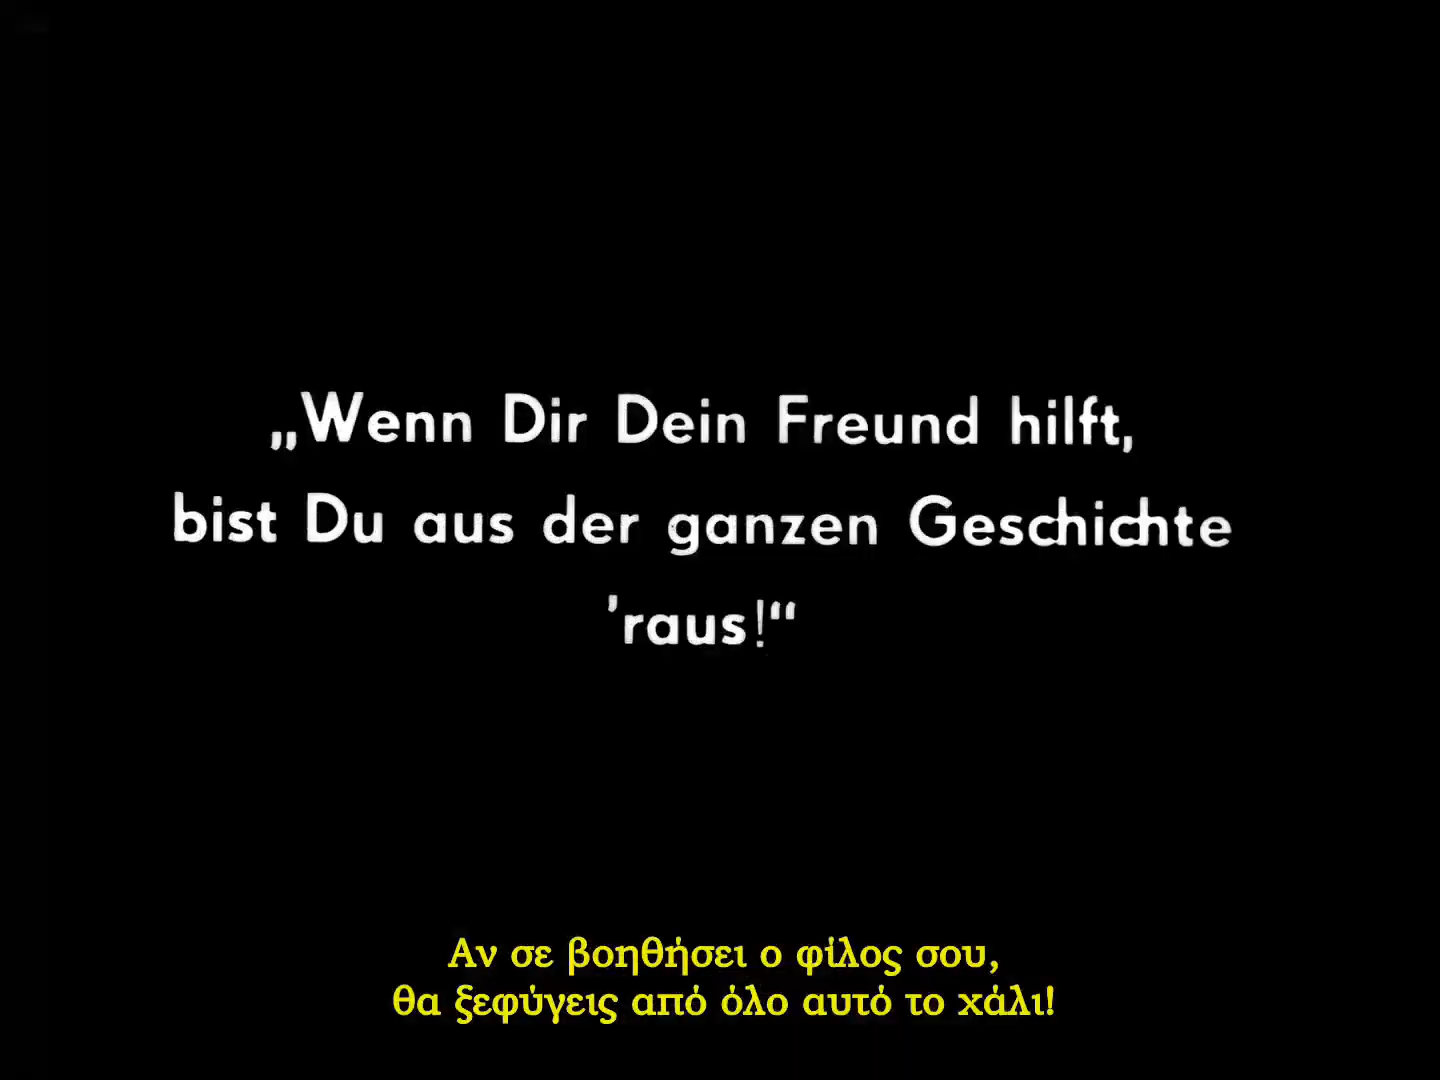 „Wenn Dir Dein Freund hilft,
bist Du aus der ganzen Geschichte
'raus!“
Αν σε βοηθήσει ο φίλος σου,
θα ξεφύγεις από όλο αυτό το χάλι!